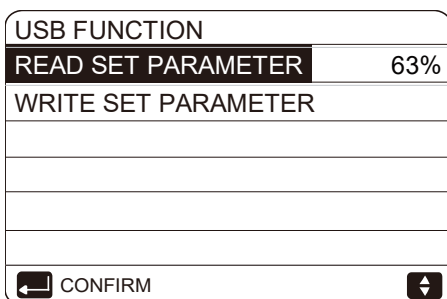 USB FUNCTION
READ SET PARAMETER 63%
WRITE SET PARAMETER
CONFIRM